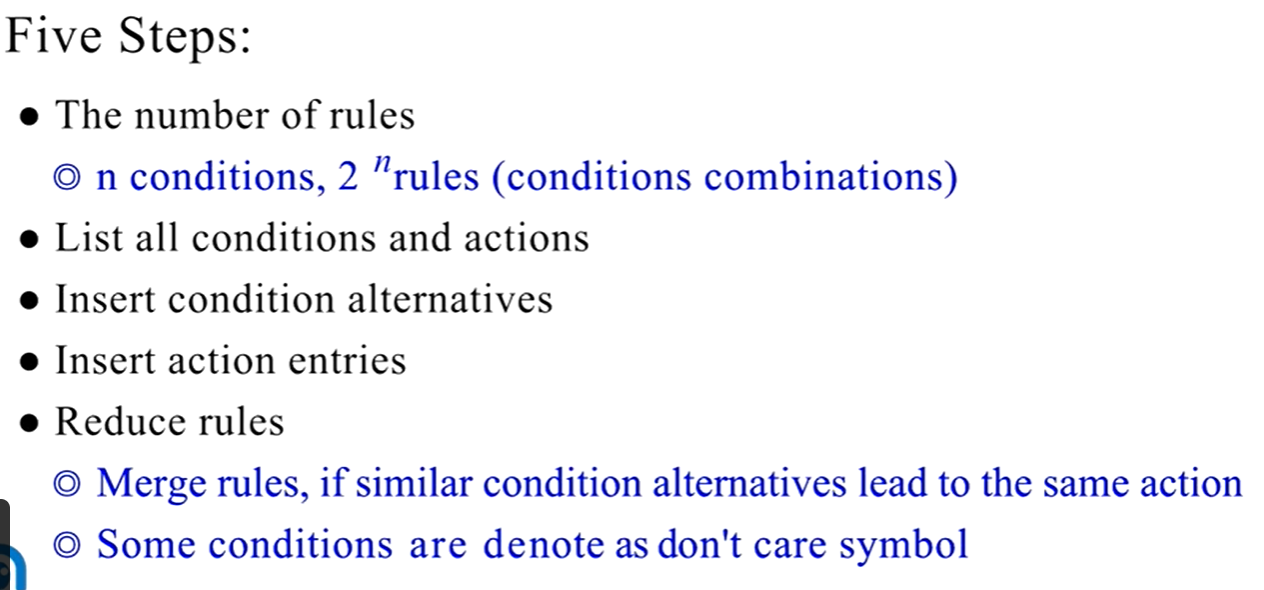 Five Steps:
● The number of rules
◎ n conditions, 2 ⁿrules (conditions combinations)
● List all conditions and actions
● Insert condition alternatives
● Insert action entries
● Reduce rules
◎ Merge rules, if similar condition alternatives lead to the same action
◎ Some conditions are denote as don't care symbol